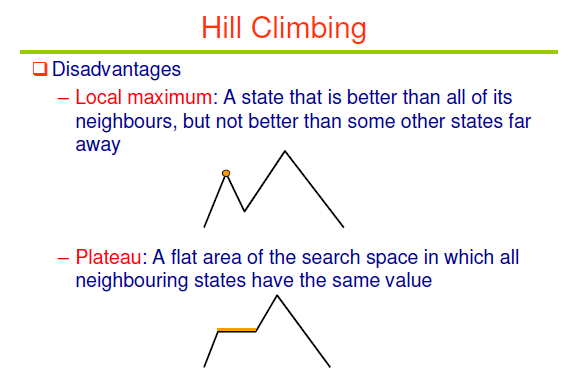 Hill Climbing
Disadvantages
– Local maximum: A state that is better than all of its
neighbours, but not better than some other states far
away
– Plateau: A flat area of the search space in which all
neighbouring states have the same value